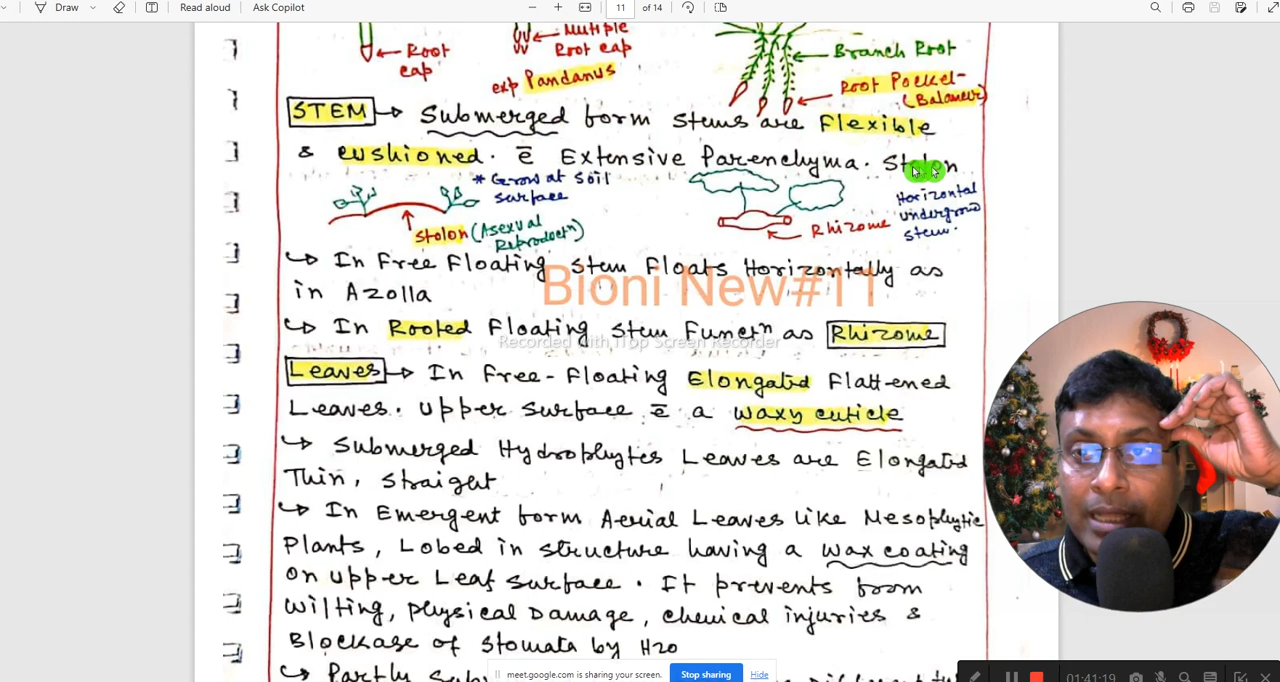 Draw
Read aloud
Ask Copilot
11 of 14
Root cap
Multiple Root cap
exp Pandanus
Branch Root
Root Pocket
(Balancer)
STEM → Submerged form stems are Flexible
& cushioned. ē Extensive Parenchyma. Stolon
* Grow at soil surface
Stolon (Asexual Reproductn)
Rhizome
Horizontal underground stem.
↳ In Free Floating stem Floats Horizontally as
in Azolla
Bioni New#11
↳ In Rooted Floating stem Functn as Rhizome
Recorded with iTop Screen Recorder
Leaves → In Free-Floating Elongated Flattened
Leaves. Upper surface ē a waxy cuticle
↳ Submerged Hydrophytes Leaves are Elongated
Thin, straight
↳ In Emergent form Aerial Leaves like Mesophytic
Plants, Lobed in structure having a wax coating
on upper Leaf surface. It prevents from
wilting, physical Damage, chemical injuries &
Blockage of stomata by H2O
↳ Partly
meet.google.com is sharing your screen.
Stop sharing
Hide
01:41:19